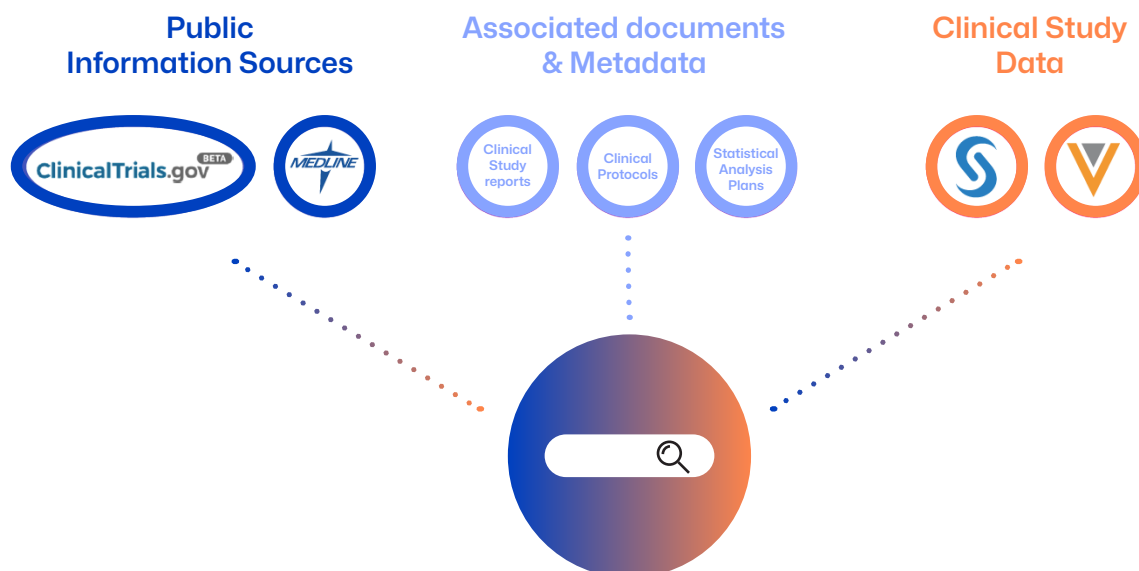 Public
Information Sources
Associated documents
& Metadata
Clinical Study
Data
ClinicalTrials.gov
BETA
MEDLINE
Clinical
Study
reports
Clinical
Protocols
Statistical
Analysis
Plans